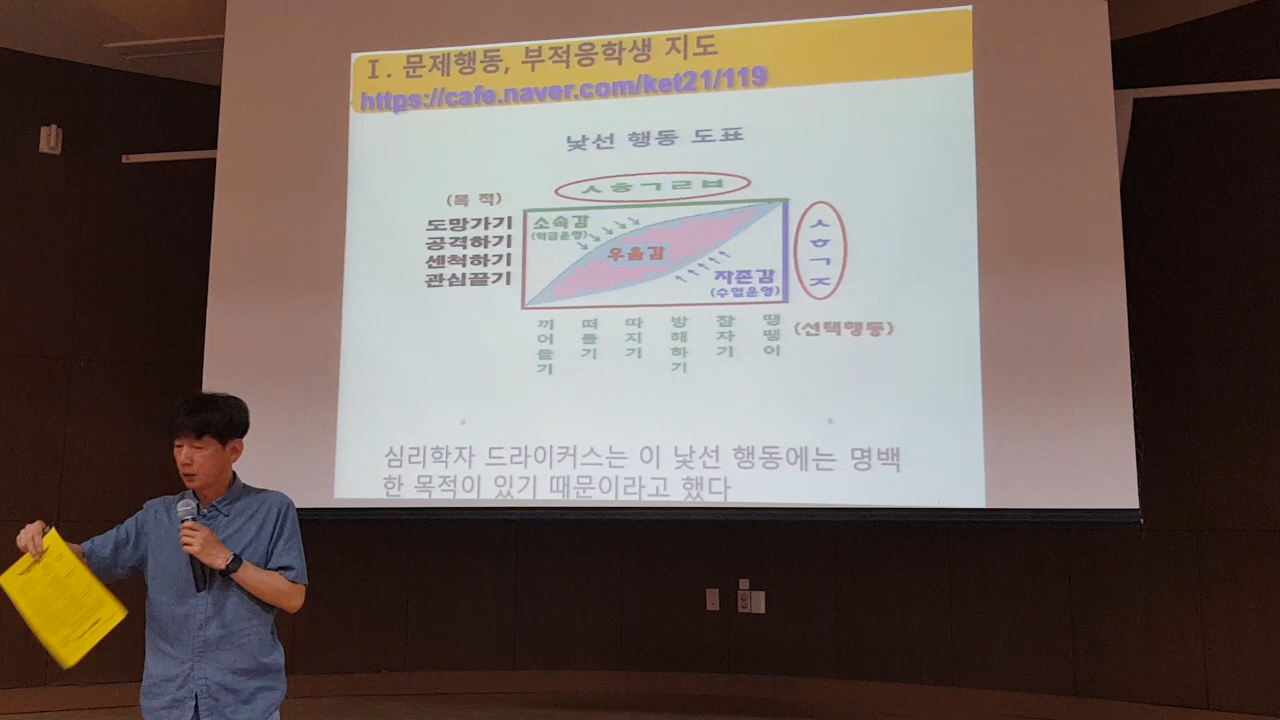 Ⅰ. 문제행동, 부적응학생 지도
https://cafe.naver.com/ket21/119
낯선 행동 도표
ㅅㅎㄱㄹㅂ
(목 적)
도망가기
공격하기
센척하기
관심끌기
소속감
(학급운영)
우울감
자존감
(수업운영)
ㅅ
ㅎ
ㄱ
ㅈ
끼어들기
떠들기
따지기
방해하기
잠자기
땡땡이
(선택행동)
심리학자 드라이커스는 이 낯선 행동에는 명백
한 목적이 있기 때문이라고 했다